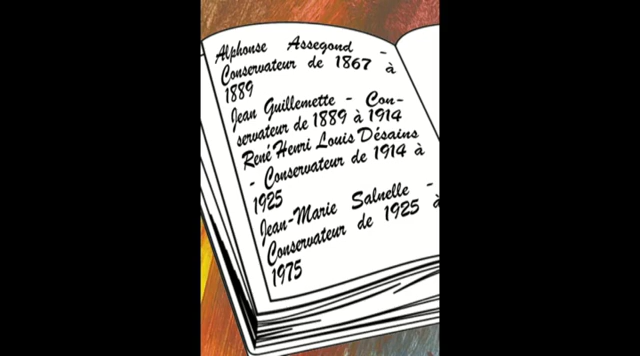 Alphonse Assegond -
Conservateur de 1867 à
1889
Jean Guillemette - Con-
servateur de 1889 à 1914
René Henri Louis Désains
- Conservateur de 1914 à
1925
Jean-Marie Salnelle -
Conservateur de 1925 à
1975